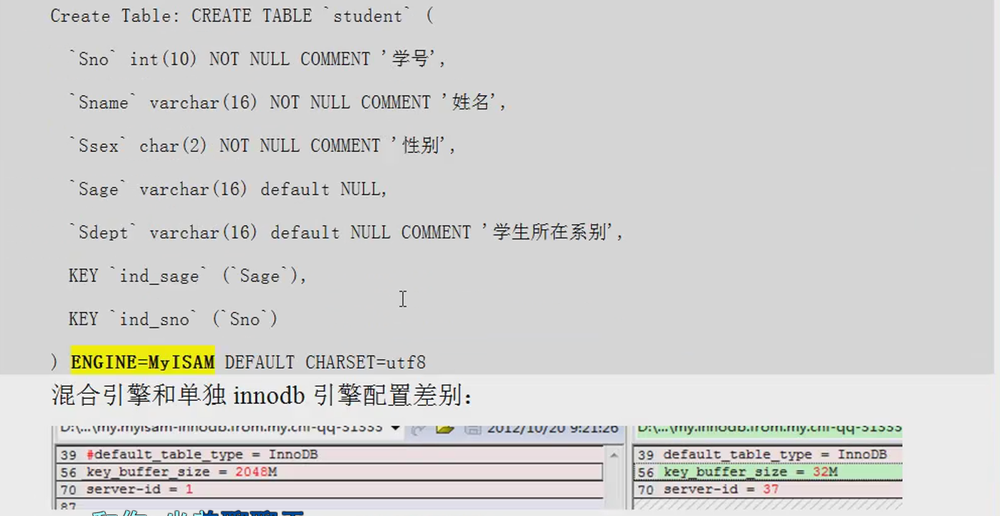 Create Table: CREATE TABLE `student` (
`Sno` int(10) NOT NULL COMMENT '学号',
`Sname` varchar(16) NOT NULL COMMENT '姓名',
`Ssex` char(2) NOT NULL COMMENT '性别',
`Sage` varchar(16) default NULL,
`Sdept` varchar(16) default NULL COMMENT '学生所在系别',
KEY `ind_sage` (`Sage`),
KEY `ind_sno` (`Sno`)
) ENGINE=MyISAM DEFAULT CHARSET=utf8
混合引擎和单独 innodb 引擎配置差别：
D:\...\my.myisam-innodb.from.my.cnf-qq-31333 2012/10/20 9:21:26 D:\...\my.innodb.from.my.cnf-qq-31333
39 #default_table_type = InnoDB 39 default_table_type = InnoDB
56 key_buffer_size = 2048M 56 key_buffer_size = 32M
70 server-id = 1 70 server-id = 37
87